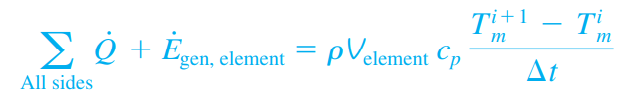 ∑ Q̇ + Ė_gen, element = ρV_element c_p (T_m^{i+1} − T_m^i) / Δt
All sides